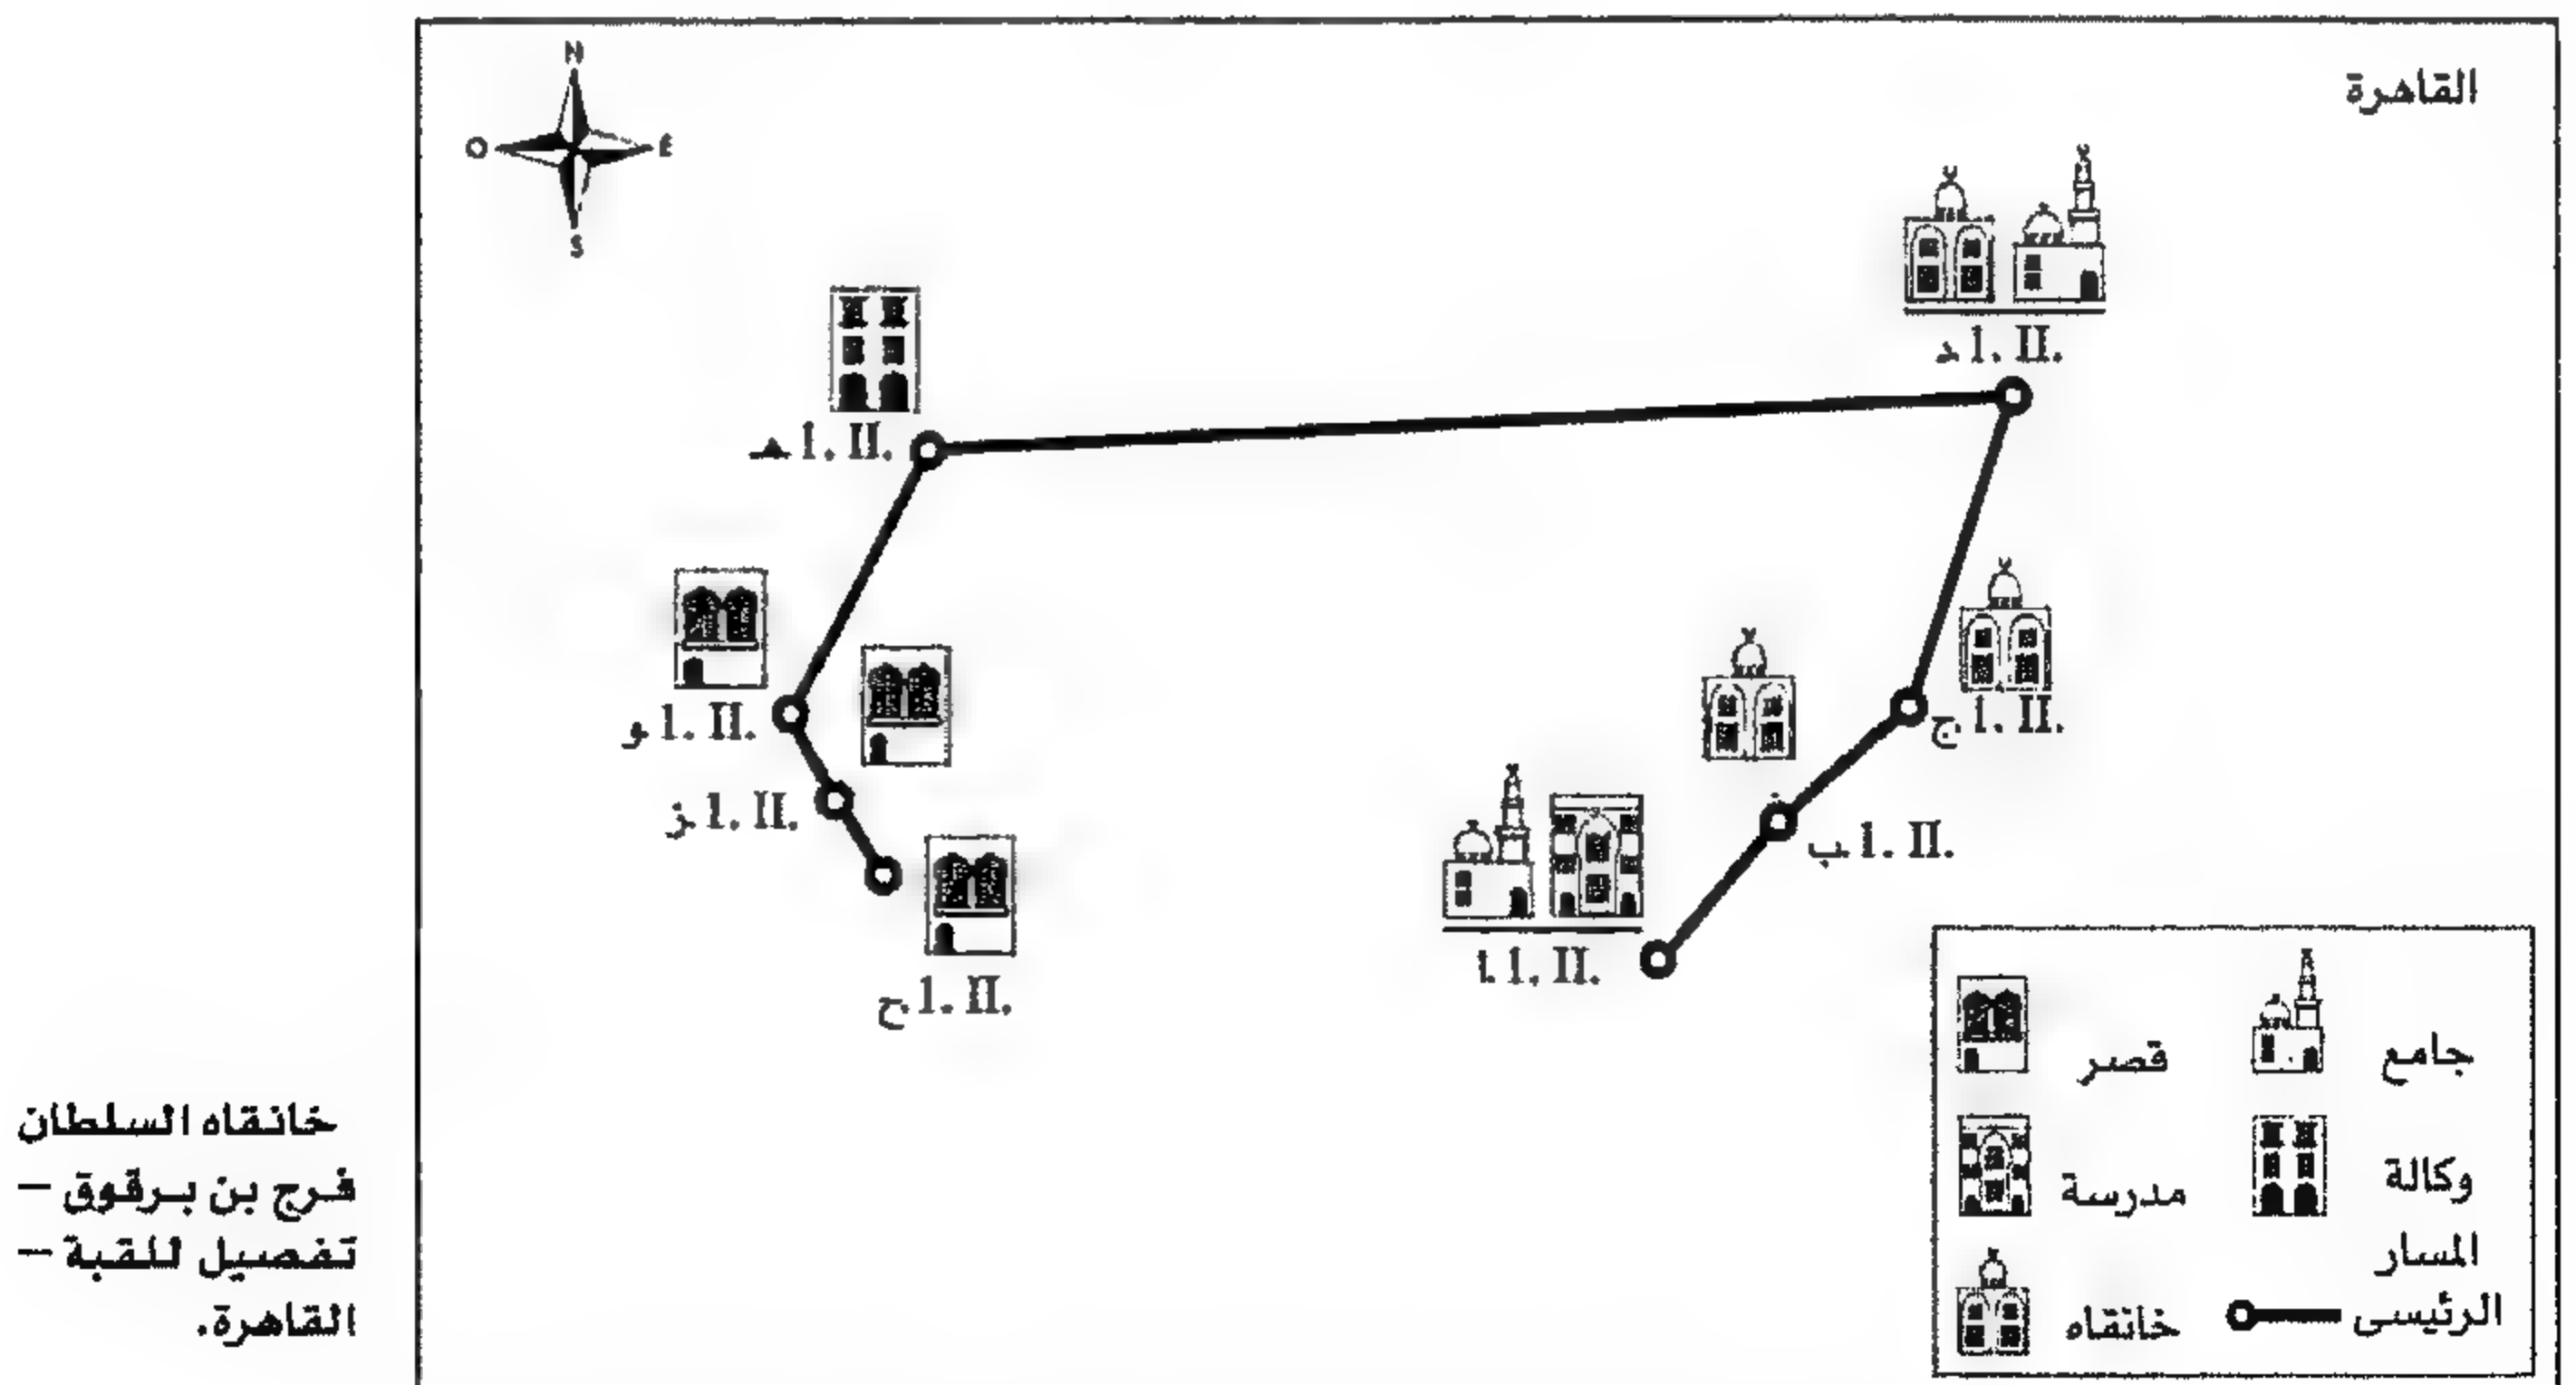 القاهرة
N
O
E
S
II. 1.د
II. 1.هـ
II. 1.و
II. 1.ز
II. 1.ح
II. 1.ج
II. 1.ب
II. 1.ا
جامع
قصر
وكالة
مدرسة
المسار
الرئيسى
خانقاه
خانقاه السلطان
فرج بن برقوق –
تفصيل للقبة –
القاهرة.